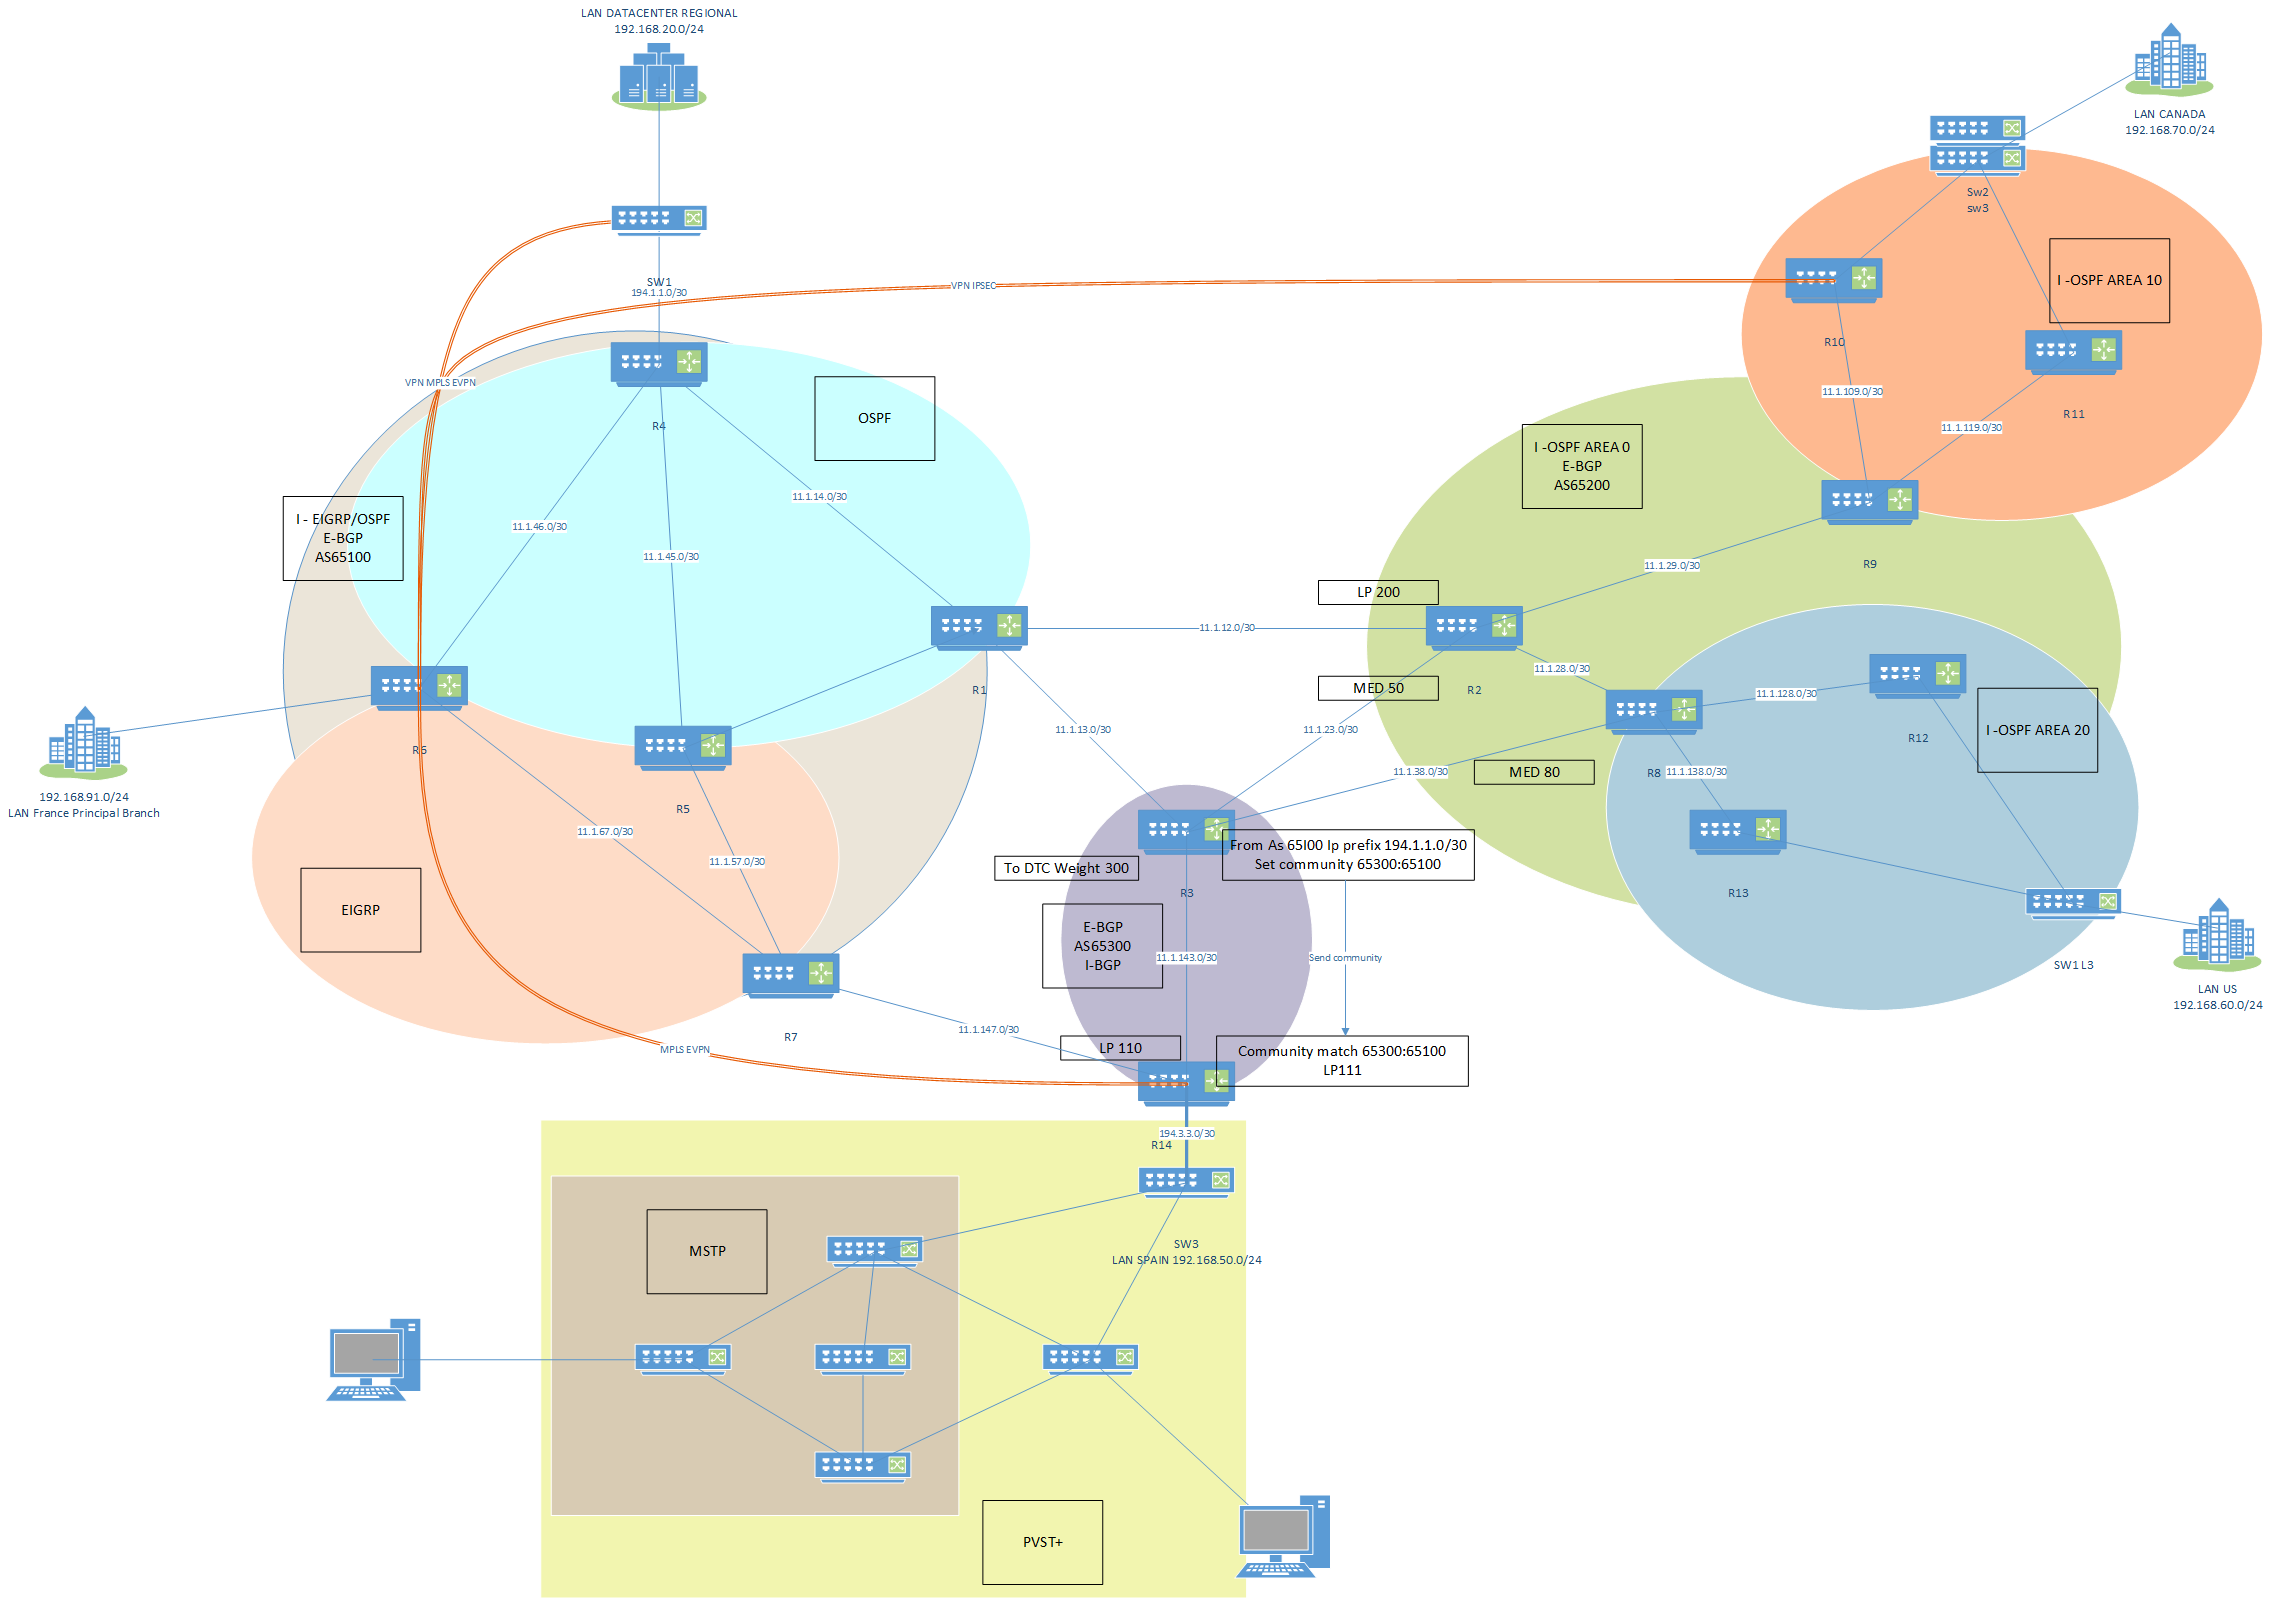 LAN DATACENTER REGIONAL
192.168.20.0/24
LAN CANADA
192.168.70.0/24
Sw2
sw3
SW1
194.1.1.0/30
VPN IPSEC
I -OSPF AREA 10
R10
VPN MPLS EVPN
11.1.109.0/30
R11
OSPF
R4
11.1.119.0/30
I -OSPF AREA 0
E-BGP
AS65200
11.1.14.0/30
I - EIGRP/OSPF
E-BGP
AS65100
11.1.46.0/30
11.1.45.0/30
11.1.29.0/30
R9
LP 200
11.1.12.0/30
11.1.28.0/30
MED 50
R1
R2
11.1.128.0/30
11.1.13.0/30
11.1.23.0/30
R12
I -OSPF AREA 20
R6
MED 80
11.1.38.0/30
R8
11.1.138.0/30
192.168.91.0/24
LAN France Principal Branch
R5
11.1.67.0/30
11.1.57.0/30
From As 65I00 Ip prefix 194.1.1.0/30
Set community 65300:65100
To DTC Weight 300
R3
R13
EIGRP
E-BGP
AS65300
I-BGP
11.1.143.0/30
Send community
SW1 L3
LAN US
192.168.60.0/24
R7
11.1.147.0/30
MPLS EVPN
LP 110
Community match 65300:65100
LP111
194.3.3.0/30
R14
MSTP
SW3
LAN SPAIN 192.168.50.0/24
PVST+